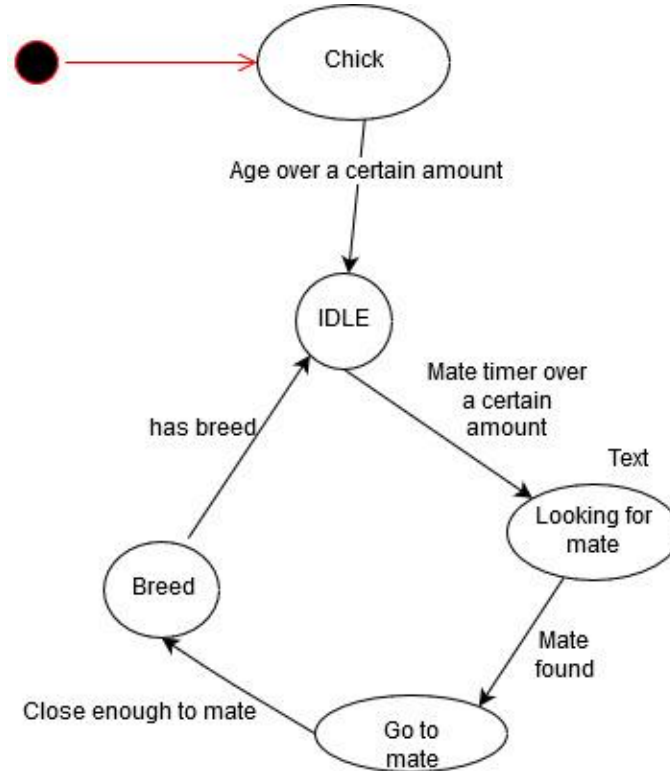 Chick
Age over a certain amount
IDLE
Mate timer over
a certain
amount
has breed
Text
Looking for
mate
Breed
Mate
found
Close enough to mate
Go to
mate